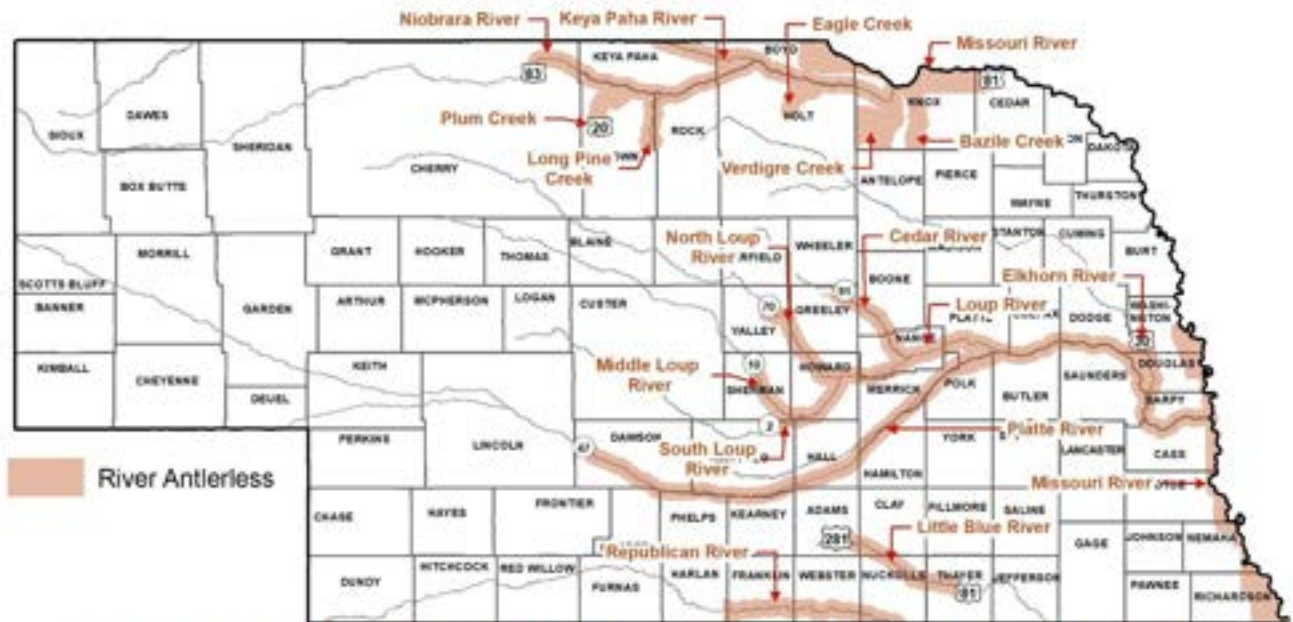 Niobrara River
Keya Paha River
Eagle Creek
Missouri River
BOYD
KEYA PAHA
83
81
KNOX
CEDAR
DAWES
SIOUX
SHERIDAN
Plum Creek
20
ROCK
HOLT
Bazile Creek
DAKOTA
Long Pine
Creek
CHERRY
Verdigre Creek
BOX BUTTE
ANTELOPE
PIERCE
WAYNE
THURSTON
North Loup
River
WHEELER
Cedar River
STANTON
CUMING
BURT
MORRILL
GRANT
HOOKER
THOMAS
BLAINE
BOONE
Elkhorn River
SCOTTS BLUFF
BANNER
GARDEN
ARTHUR
MCPHERSON
LOGAN
CUSTER
70
GREELEY
91
Loup River
DODGE
WASHI-
NGTON
VALLEY
KIMBALL
CHEYENNE
KEITH
Middle Loup
River
10
SHERMAN
HOWARD
SAUNDERS
DOUGLAS
DEUEL
MERRICK
POLK
BUTLER
SARPY
PERKINS
LINCOLN
47
DAWSON
2
South Loup
River
HALL
Platte River
YORK
LANCASTER
CASS
River Antlerless
HAMILTON
Missouri River
CHASE
HAYES
FRONTIER
PHELPS
KEARNEY
ADAMS
CLAY
FILLMORE
SALINE
281
Little Blue River
GAGE
JOHNSON
NEMAHA
Republican River
DUNDY
HITCHCOCK
RED WILLOW
FURNAS
HARLAN
FRANKLIN
WEBSTER
NUCKOLLS
THAYER
JEFFERSON
81
PAWNEE
RICHARDSON